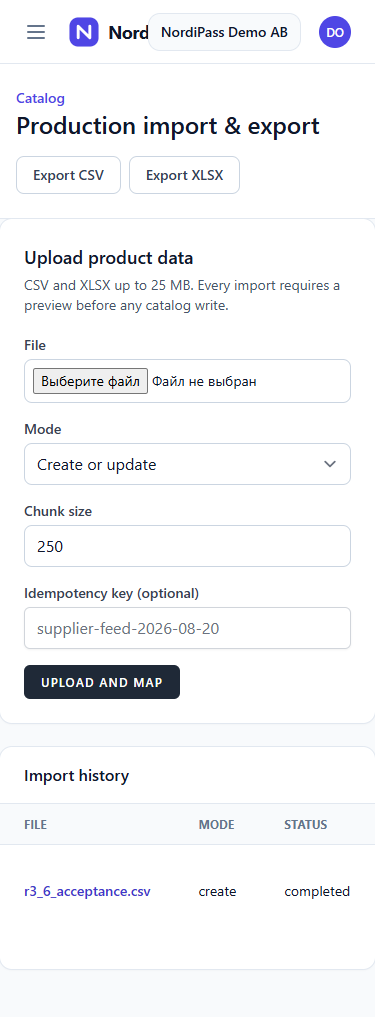 N Nord
NordiPass Demo AB
DO
Catalog
Production import & export
Export CSV
Export XLSX
Upload product data
CSV and XLSX up to 25 MB. Every import requires a
preview before any catalog write.
File
Выберите файл Файл не выбран
Mode
Create or update
Chunk size
250
Idempotency key (optional)
supplier-feed-2026-08-20
UPLOAD AND MAP
Import history
FILE MODE STATUS
r3_6_acceptance.csv create completed